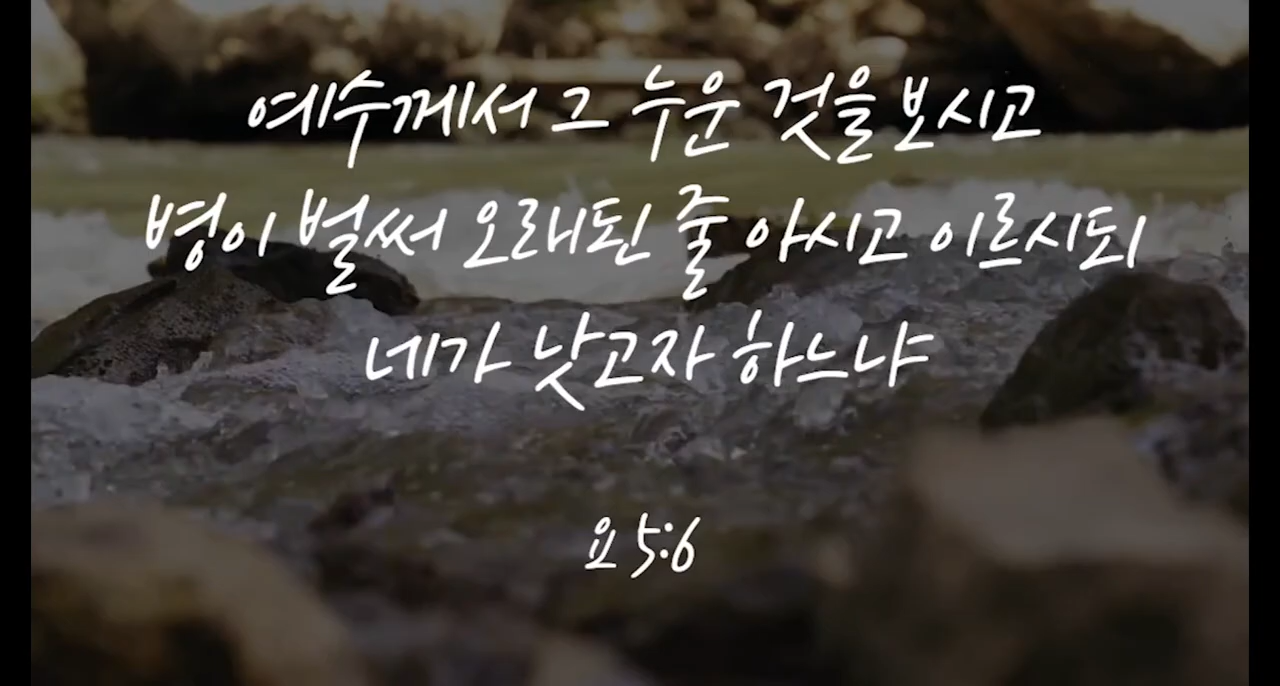 예수께서 그 누운 것을 보시고
병이 벌써 오래된 줄 아시고 이르시되
네가 낫고자 하느냐
요 5:6